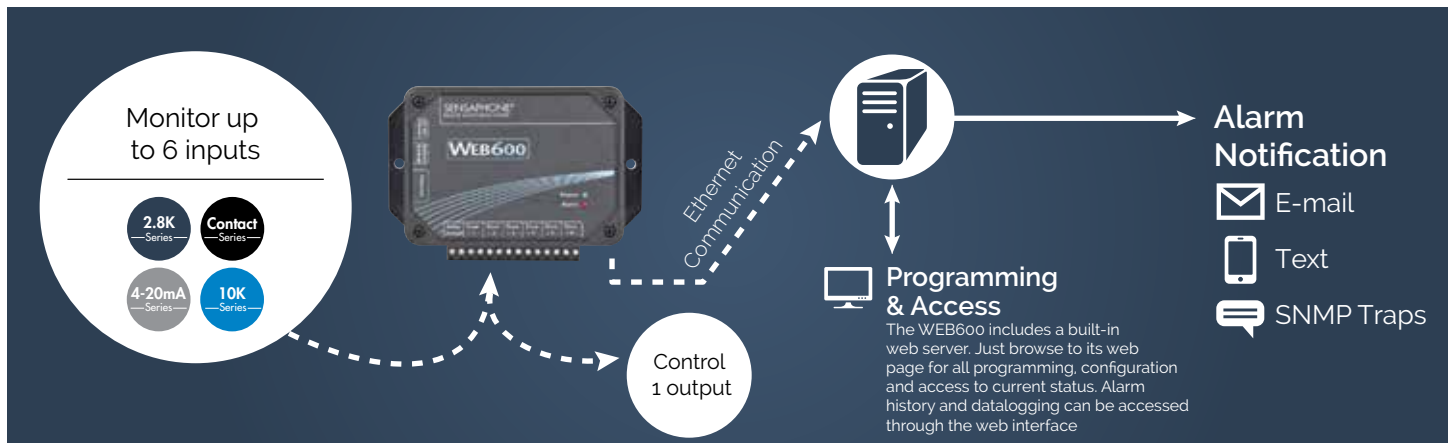 Monitor up
to 6 inputs
2.8K
Series
Contact
Series
4-20mA
Series
10K
Series
SENSAPHONE®
WEB600
Ethernet
Communication
Control
1 output
Programming
& Access
The WEB600 includes a built-in
web server. Just browse to its web
page for all programming, configuration
and access to current status. Alarm
history and datalogging can be accessed
through the web interface
Alarm
Notification
E-mail
Text
SNMP Traps